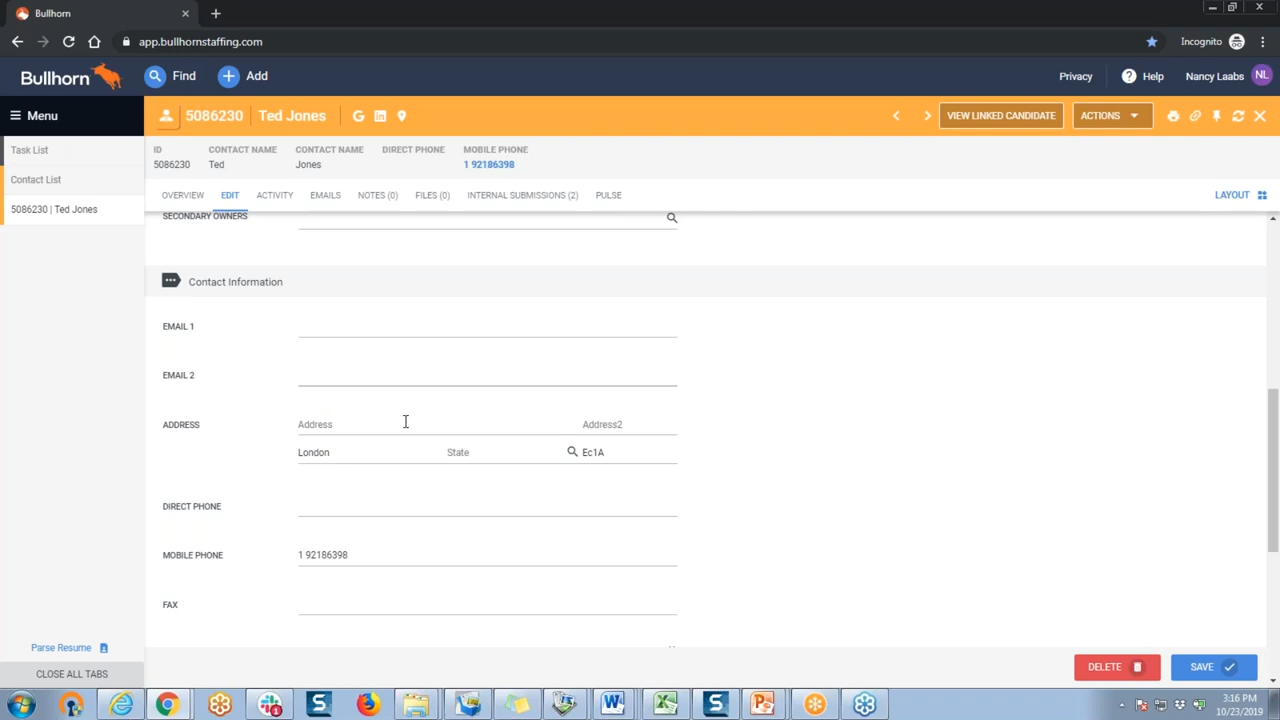 Bullhorn
app.bullhornstaffing.com
Incognito
Bullhorn
Find
Add
Privacy
Help
Nancy Laabs
NL
Menu
5086230
Ted Jones
VIEW LINKED CANDIDATE
ACTIONS
Task List
Contact List
5086230 | Ted Jones
ID
CONTACT NAME
CONTACT NAME
DIRECT PHONE
MOBILE PHONE
5086230
Ted
Jones
1 92186398
OVERVIEW
EDIT
ACTIVITY
EMAILS
NOTES (0)
FILES (0)
INTERNAL SUBMISSIONS (2)
PULSE
LAYOUT
SECONDARY OWNERS
Contact Information
EMAIL 1
EMAIL 2
ADDRESS
Address
Address2
London
State
Ec1A
DIRECT PHONE
MOBILE PHONE
1 92186398
FAX
Parse Resume
CLOSE ALL TABS
DELETE
SAVE
3:16 PM
10/23/2019